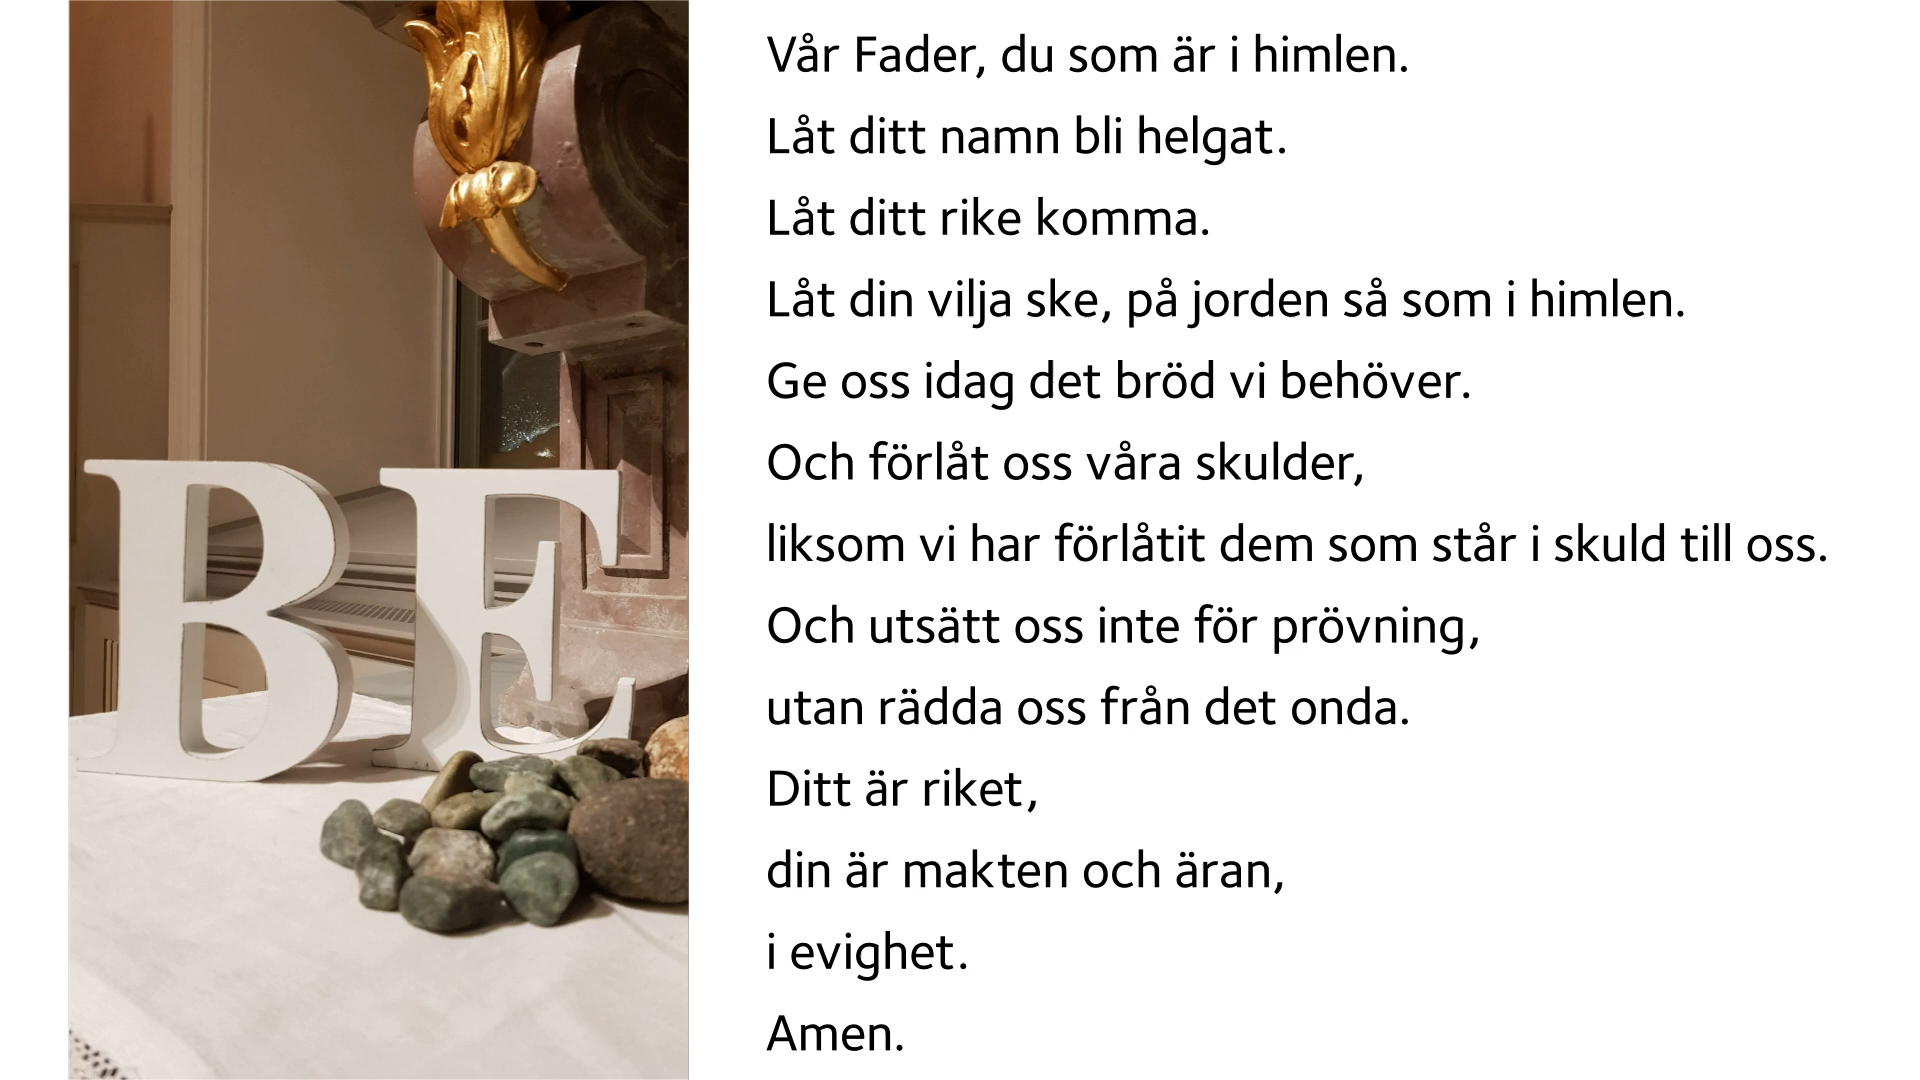 BE
Vår Fader, du som är i himlen.
Låt ditt namn bli helgat.
Låt ditt rike komma.
Låt din vilja ske, på jorden så som i himlen.
Ge oss idag det bröd vi behöver.
Och förlåt oss våra skulder,
liksom vi har förlåtit dem som står i skuld till oss.
Och utsätt oss inte för prövning,
utan rädda oss från det onda.
Ditt är riket,
din är makten och äran,
i evighet.
Amen.